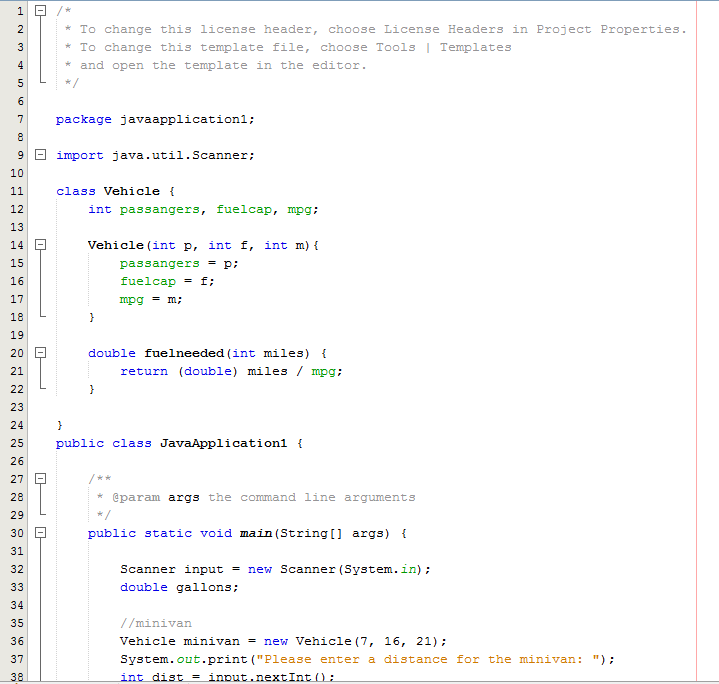 1 /*
2 * To change this license header, choose License Headers in Project Properties.
3 * To change this template file, choose Tools | Templates
4 * and open the template in the editor.
5 */
6
7 package javaapplication1;
8
9 import java.util.Scanner;
10
11 class Vehicle {
12 int passangers, fuelcap, mpg;
13
14 Vehicle(int p, int f, int m){
15 passangers = p;
16 fuelcap = f;
17 mpg = m;
18 }
19
20 double fuelneeded(int miles) {
21 return (double) miles / mpg;
22 }
23
24 }
25 public class JavaApplication1 {
26
27 /**
28 * @param args the command line arguments
29 */
30 public static void main(String[] args) {
31
32 Scanner input = new Scanner(System.in);
33 double gallons;
34
35 //minivan
36 Vehicle minivan = new Vehicle(7, 16, 21);
37 System.out.print("Please enter a distance for the minivan: ");
38 int dist = input.nextInt();